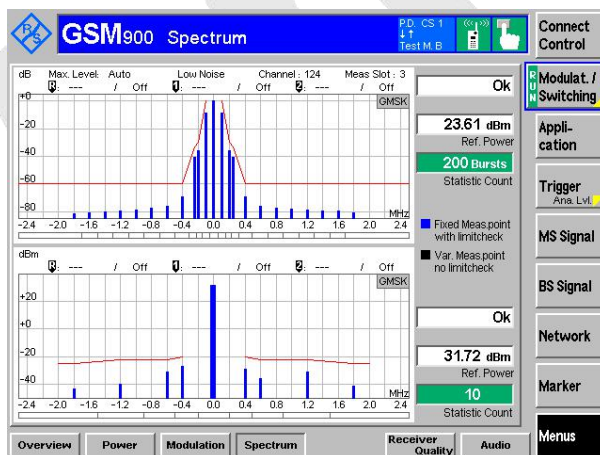 R&S
GSM900 Spectrum
P.D. CS 1
Test M. B
Connect Control
dB Max. Level: Auto Low Noise Channel: 124 Meas Slot: 3
R: --- / Off 1: --- / Off 2: --- / Off
GMSK
+0
-20
-40
-60
-80
MHz
-2.4 -2.0 -1.6 -1.2 -0.8 -0.4 0.0 0.4 0.8 1.2 1.6 2.0 2.4
Ok
23.61 dBm
Ref. Power
200 Bursts
Statistic Count
Fixed Meas.point
with limitcheck
Var. Meas.point
no limitcheck
dBm
R: --- / Off 1: --- / Off 2: --- / Off
GMSK
+20
+0
-20
-40
MHz
-2.4 -2.0 -1.6 -1.2 -0.8 -0.4 0.0 0.4 0.8 1.2 1.6 2.0 2.4
Ok
31.72 dBm
Ref. Power
10
Statistic Count
RUN
Modulat. /
Switching
Appli-
cation
Trigger
Ana. Lvl.
MS Signal
BS Signal
Network
Marker
Menus
Overview Power Modulation Spectrum Receiver Quality Audio